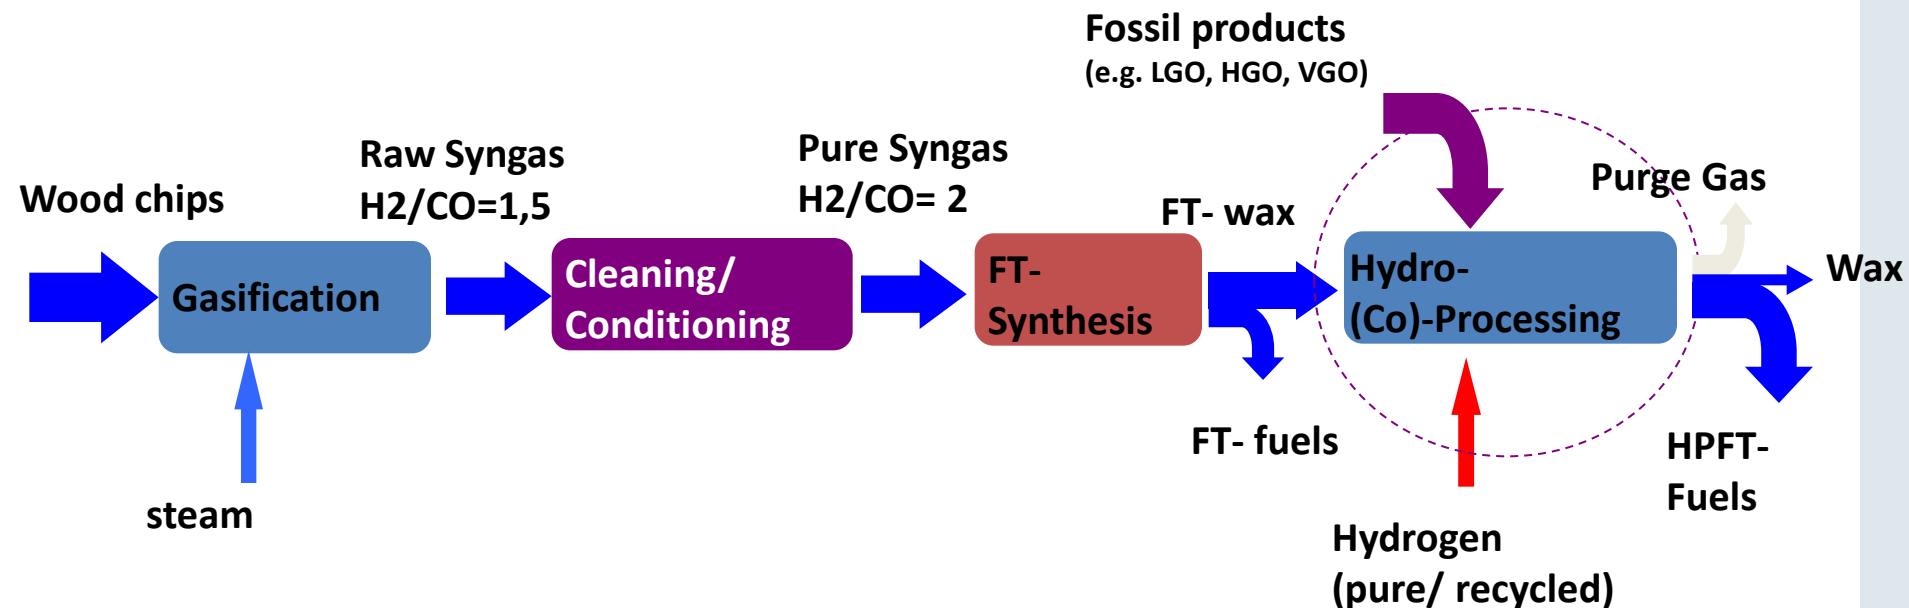 Fossil products
(e.g. LGO, HGO, VGO)
Raw Syngas
H2/CO=1,5
Pure Syngas
H2/CO= 2
Purge Gas
Wood chips
FT- wax
Gasification
Cleaning/
Conditioning
FT-
Synthesis
Hydro-
(Co)-Processing
Wax
FT- fuels
HPFT-
Fuels
steam
Hydrogen
(pure/ recycled)